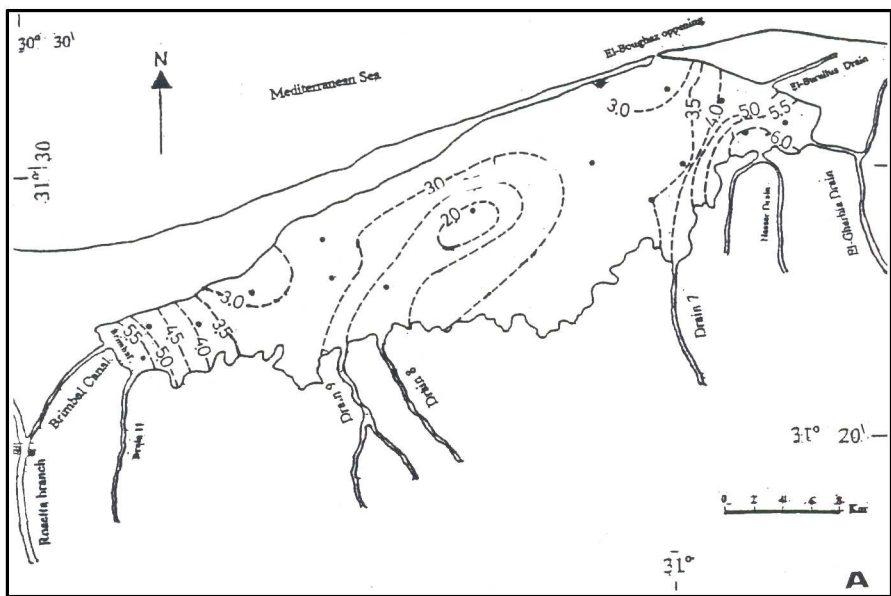 30° 30'
N
Mediterranean Sea
El-Boughaz oppening
El-Burullus Drain
31° 30
3.0
3.5
4.0
5.0
5.5
6.0
3.0
2.0
3.0
5.5
5.0
4.5
4.0
3.5
Brimbal
Brimbal Canal
Rosetta branch
Drain 11
Drain 9
Drain 8
Drain 7
Nasser Drain
El-Gharbia Drain
31° 20'
0 2 4 6 8 Km
31°
A